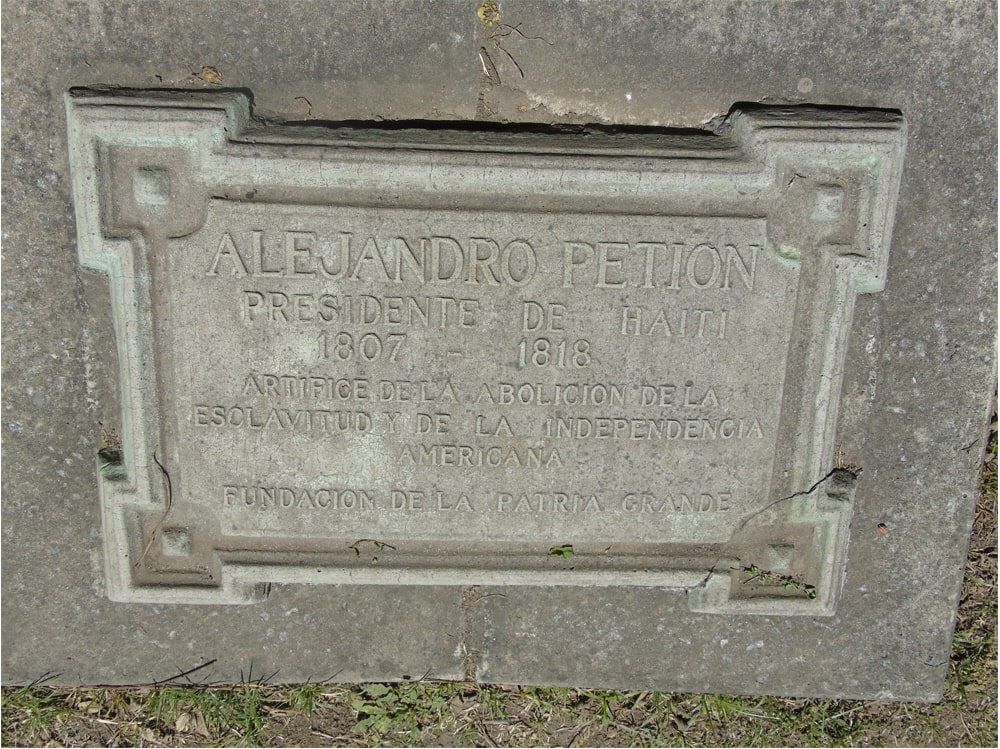 ALEJANDRO PETION
PRESIDENTE DE HAITI
1807 - 1818
ARTIFICE DE LA ABOLICION DE LA
ESCLAVITUD Y DE LA INDEPENDENCIA
AMERICANA
FUNDACION DE LA PATRIA GRANDE